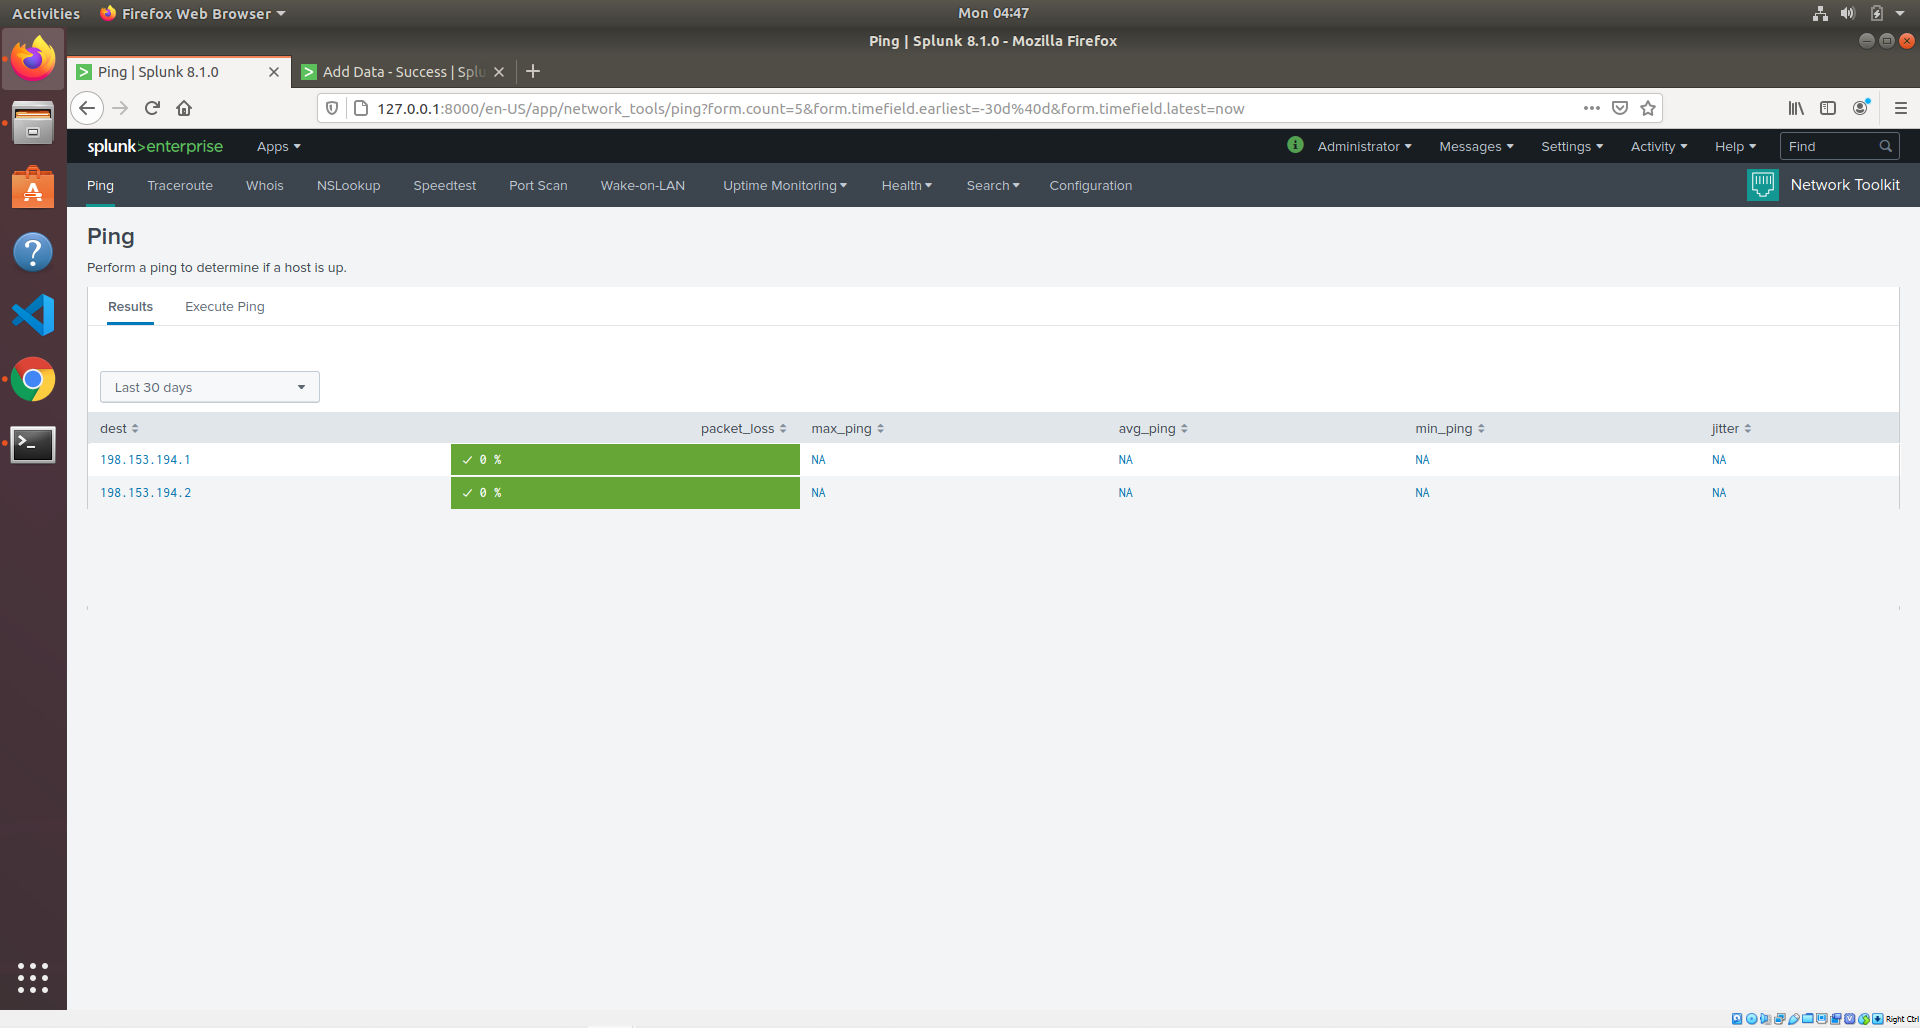 Activities
Firefox Web Browser
Mon 04:47
Ping | Splunk 8.1.0 - Mozilla Firefox
Ping | Splunk 8.1.0
Add Data - Success | Splu
127.0.0.1:8000/en-US/app/network_tools/ping?form.count=5&form.timefield.earliest=-30d%40d&form.timefield.latest=now
splunk>enterprise Apps
Administrator Messages Settings Activity Help Find
Ping Traceroute Whois NSLookup Speedtest Port Scan Wake-on-LAN Uptime Monitoring Health Search Configuration
Network Toolkit
Ping
Perform a ping to determine if a host is up.
Results Execute Ping
Last 30 days
dest packet_loss max_ping avg_ping min_ping jitter
198.153.194.1 0 % NA NA NA NA
198.153.194.2 0 % NA NA NA NA
Right Ctrl